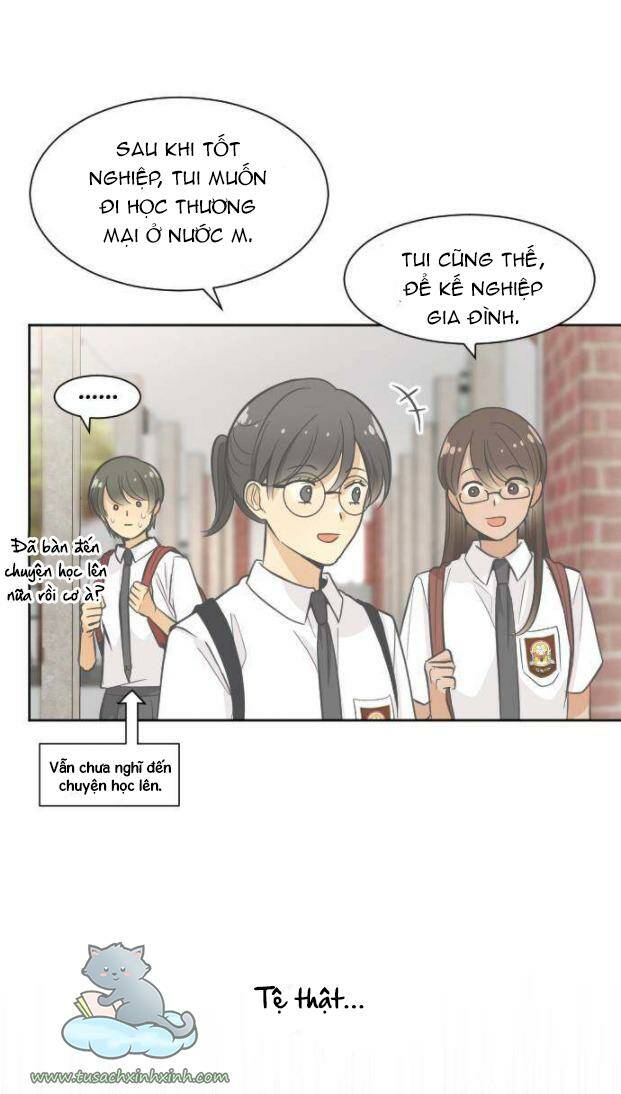 SAU KHI TỐT
NGHIỆP, TUI MUỐN
ĐI HỌC THƯƠNG
MẠI Ở NƯỚC M.
TUI CŨNG THẾ,
ĐỂ KẾ NGHIỆP
GIA ĐÌNH.
......
Đã bàn đến
chuyện học lên
nữa rồi cơ à?
Vẫn chưa nghĩ đến
chuyện học lên.
Tệ thật...
www.tusachxinhxinh.com